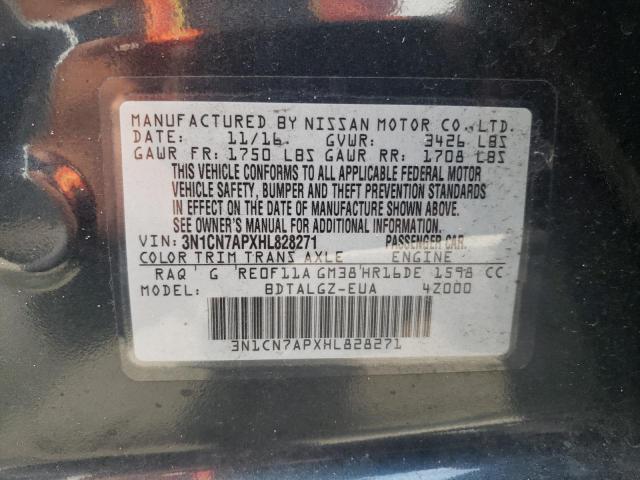 MANUFACTURED BY NISSAN MOTOR CO., LTD.
DATE: 11/16 GVWR: 3426 LBS
GAWR FR: 1750 LBS GAWR RR: 1708 LBS
THIS VEHICLE CONFORMS TO ALL APPLICABLE FEDERAL MOTOR
VEHICLE SAFETY, BUMPER AND THEFT PREVENTION STANDARDS
IN EFFECT ON THE DATE OF MANUFACTURE SHOWN ABOVE.
SEE OWNER'S MANUAL FOR ADDITIONAL INFORMATION.
VIN: 3N1CN7APXHL828271 PASSENGER CAR.
COLOR TRIM TRANS AXLE ENGINE
RAQ ' G 'RE0F11A GM38'HR16DE 1598 CC
MODEL: BDTALGZ-EUA 4Z000
3N1CN7APXHL828271